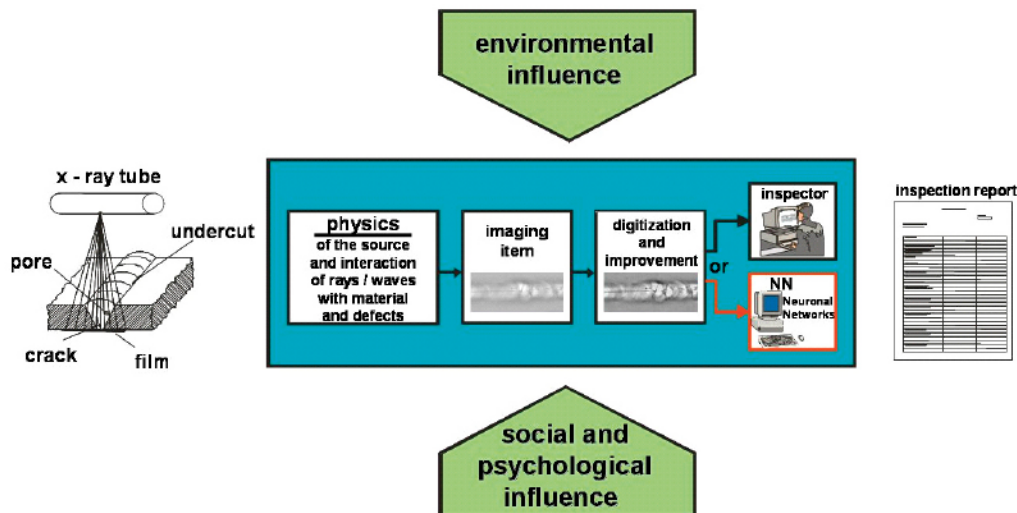 environmental
influence
x - ray tube
undercut
pore
crack
film
physics
of the source
and interaction
of rays / waves
with material
and defects
imaging
item
digitization
and
improvement
or
inspector
NN
Neuronal
Networks
inspection report
social and
psychological
influence